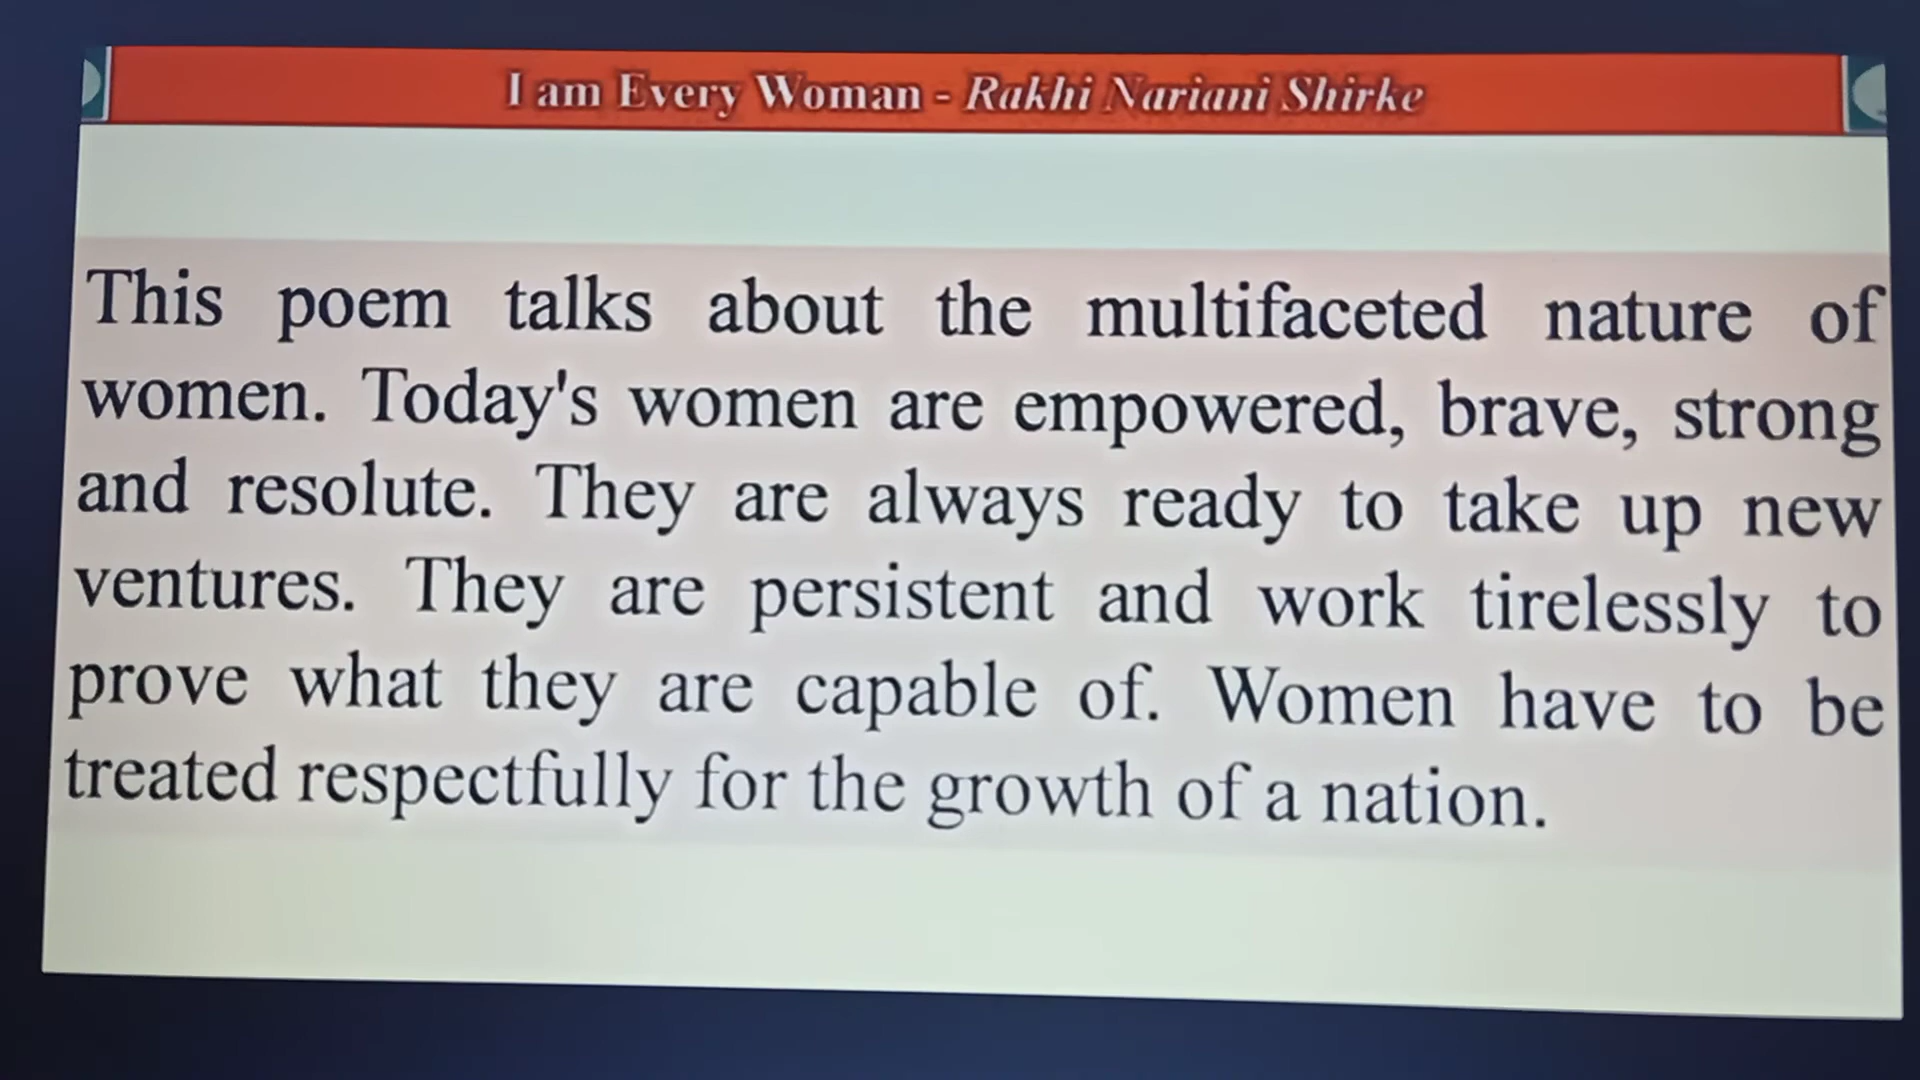 I am Every Woman - Rakhi Nariani Shirke
This poem talks about the multifaceted nature of
women. Today's women are empowered, brave, strong
and resolute. They are always ready to take up new
ventures. They are persistent and work tirelessly to
prove what they are capable of. Women have to be
treated respectfully for the growth of a nation.